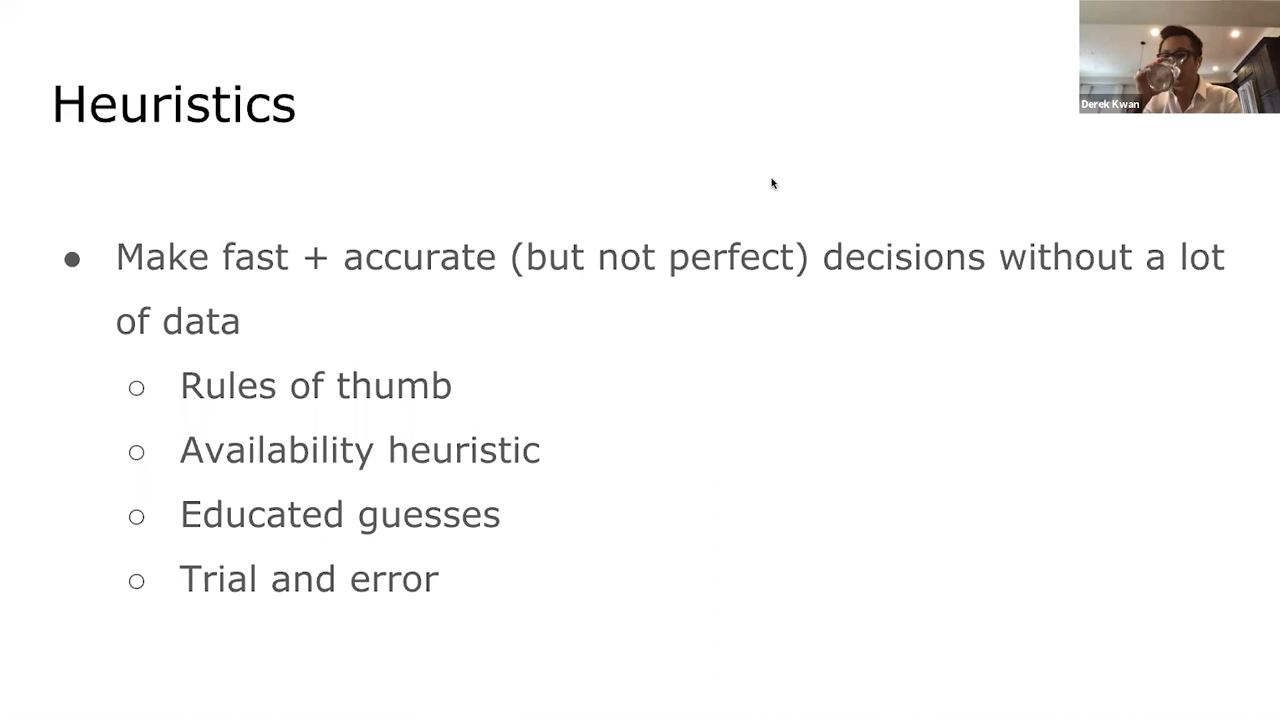 Heuristics
Derek Kwan
● Make fast + accurate (but not perfect) decisions without a lot
of data
○ Rules of thumb
○ Availability heuristic
○ Educated guesses
○ Trial and error